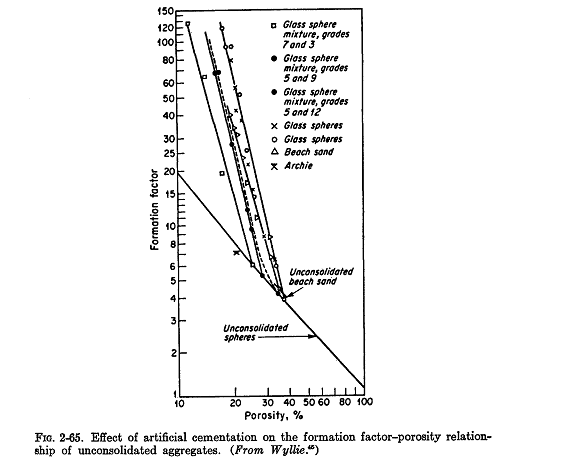 150
120
100
80
60
50
40
30
25
20
15
10
8
6
5
4
3
2
1
Formation factor
10
20
30
40
50
60
80
100
Porosity, %
Glass sphere
mixture, grades
7 and 3
Glass sphere
mixture, grades
5 and 9
Glass sphere
mixture, grades
5 and 12
Glass spheres
Glass spheres
Beach sand
Archie
Unconsolidated
beach sand
Unconsolidated
spheres
FIG. 2-65. Effect of artificial cementation on the formation factor–porosity relation-
ship of unconsolidated aggregates. (From Wyllie.⁴⁵)